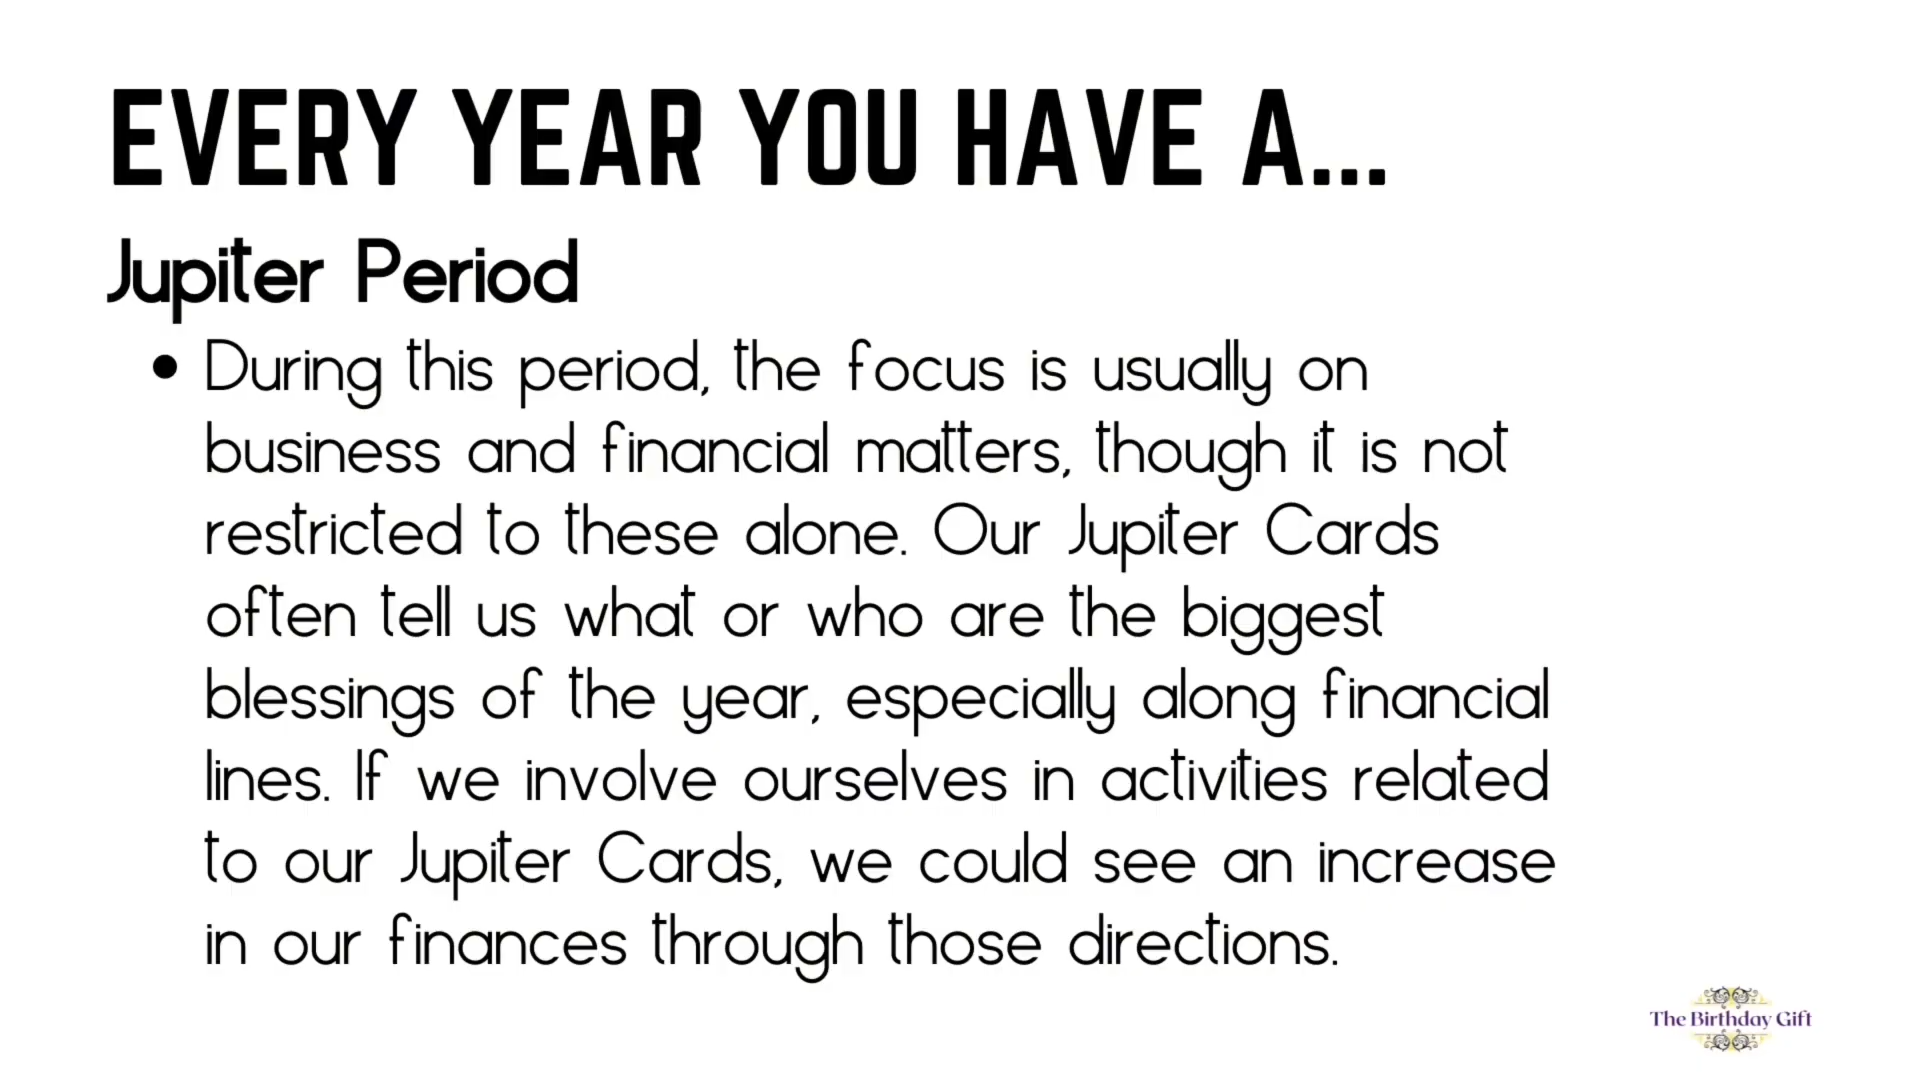 EVERY YEAR YOU HAVE A...
Jupiter Period
• During this period, the focus is usually on
business and financial matters, though it is not
restricted to these alone. Our Jupiter Cards
often tell us what or who are the biggest
blessings of the year, especially along financial
lines. If we involve ourselves in activities related
to our Jupiter Cards, we could see an increase
in our finances through those directions.
The Birthday Gift